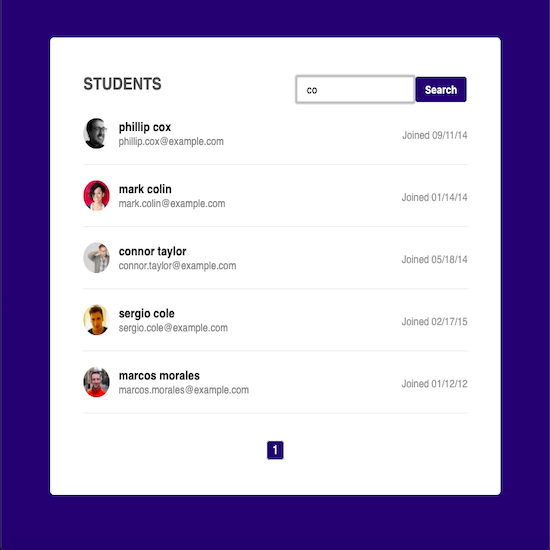 STUDENTS
co
Search
phillip cox
phillip.cox@example.com
Joined 09/11/14
mark colin
mark.colin@example.com
Joined 01/14/14
connor taylor
connor.taylor@example.com
Joined 05/18/14
sergio cole
sergio.cole@example.com
Joined 02/17/15
marcos morales
marcos.morales@example.com
Joined 01/12/12
1